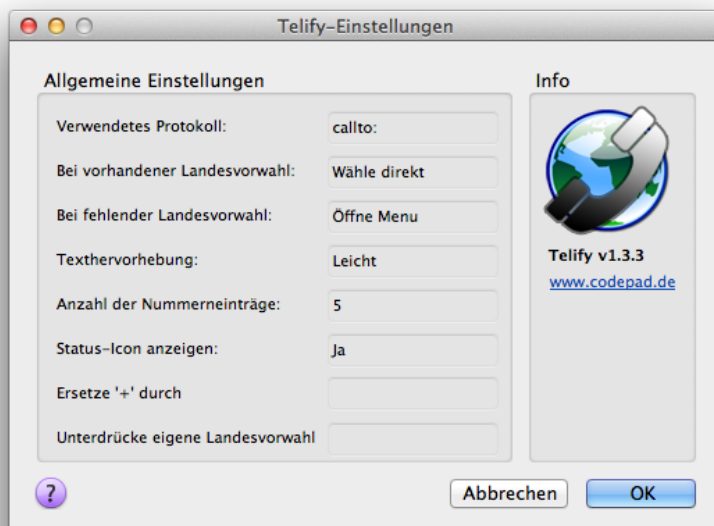 Telify-Einstellungen
Allgemeine Einstellungen
Info
Verwendetes Protokoll: callto:
Bei vorhandener Landesvorwahl: Wähle direkt
Bei fehlender Landesvorwahl: Öffne Menu
Texthervorhebung: Leicht
Anzahl der Nummerneinträge: 5
Status-Icon anzeigen: Ja
Ersetze '+' durch
Unterdrücke eigene Landesvorwahl
Telify v1.3.3
www.codepad.de
?
Abbrechen
OK